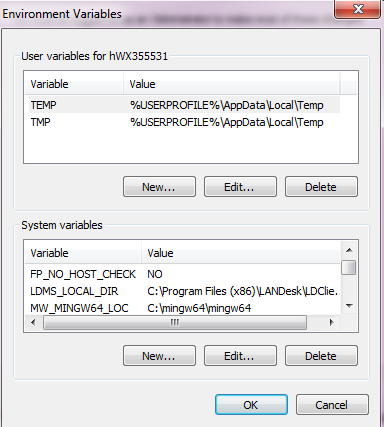 Environment Variables
User variables for hWX355531
Variable Value
TEMP %USERPROFILE%\AppData\Local\Temp
TMP %USERPROFILE%\AppData\Local\Temp
New... Edit... Delete
System variables
Variable Value
FP_NO_HOST_CHECK NO
LDMS_LOCAL_DIR C:\Program Files (x86)\LANDesk\LDClie...
MW_MINGW64_LOC C:\mingw64\mingw64
New... Edit... Delete
OK Cancel